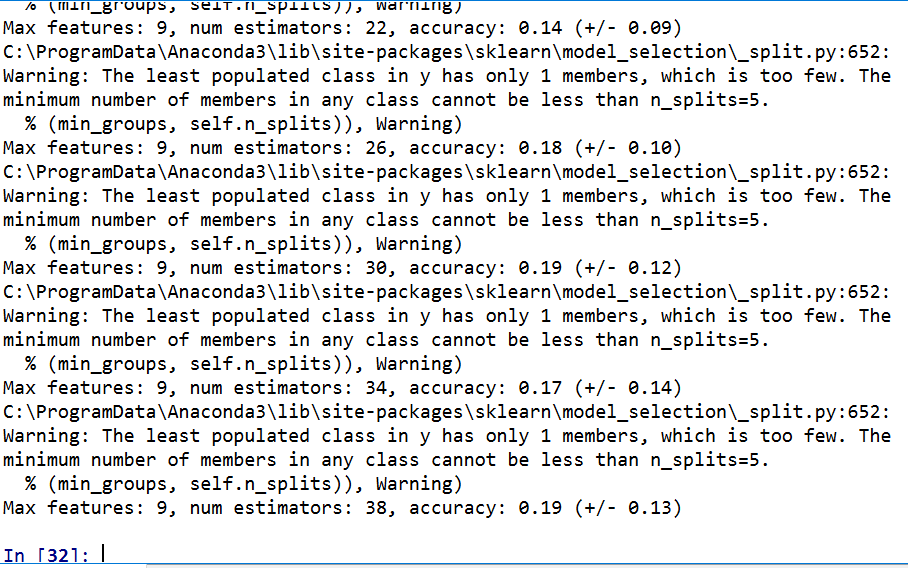 % (min_groups, self.n_splits)), Warning)
Max features: 9, num estimators: 22, accuracy: 0.14 (+/- 0.09)
C:\ProgramData\Anaconda3\lib\site-packages\sklearn\model_selection\_split.py:652:
Warning: The least populated class in y has only 1 members, which is too few. The
minimum number of members in any class cannot be less than n_splits=5.
  % (min_groups, self.n_splits)), Warning)
Max features: 9, num estimators: 26, accuracy: 0.18 (+/- 0.10)
C:\ProgramData\Anaconda3\lib\site-packages\sklearn\model_selection\_split.py:652:
Warning: The least populated class in y has only 1 members, which is too few. The
minimum number of members in any class cannot be less than n_splits=5.
  % (min_groups, self.n_splits)), Warning)
Max features: 9, num estimators: 30, accuracy: 0.19 (+/- 0.12)
C:\ProgramData\Anaconda3\lib\site-packages\sklearn\model_selection\_split.py:652:
Warning: The least populated class in y has only 1 members, which is too few. The
minimum number of members in any class cannot be less than n_splits=5.
  % (min_groups, self.n_splits)), Warning)
Max features: 9, num estimators: 34, accuracy: 0.17 (+/- 0.14)
C:\ProgramData\Anaconda3\lib\site-packages\sklearn\model_selection\_split.py:652:
Warning: The least populated class in y has only 1 members, which is too few. The
minimum number of members in any class cannot be less than n_splits=5.
  % (min_groups, self.n_splits)), Warning)
Max features: 9, num estimators: 38, accuracy: 0.19 (+/- 0.13)
In [32]: